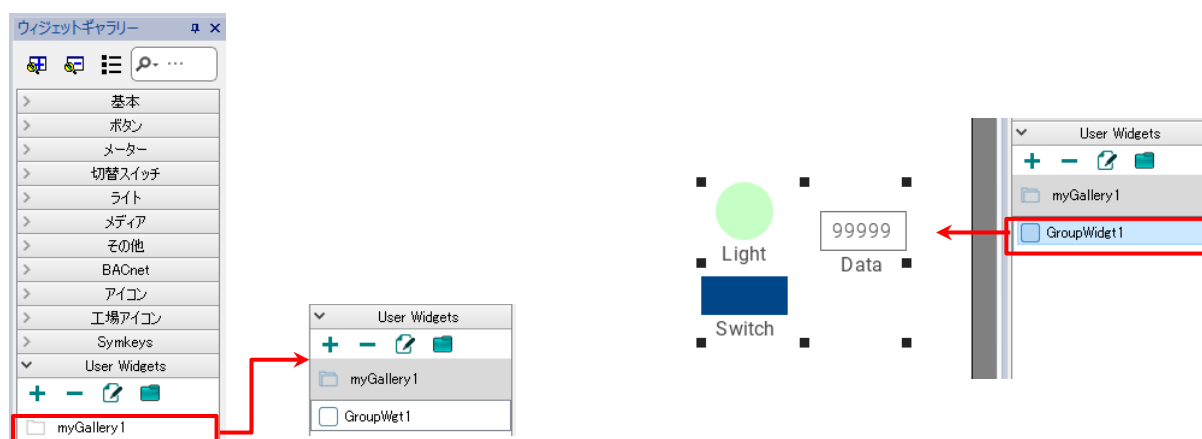 ウィジェットギャラリー
...
基本
ボタン
メーター
切替スイッチ
ライト
メディア
その他
BACnet
アイコン
工場アイコン
Symkeys
User Widgets
myGallery1
User Widgets
myGallery1
GroupWgt1
Light
99999
Data
Switch
User Widgets
myGallery1
GroupWidgt1